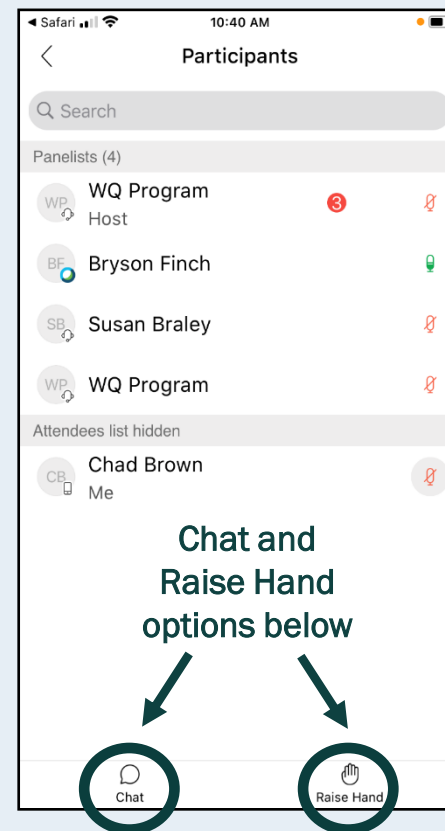 Safari 10:40 AM
Participants
Search
Panelists (4)
WP WQ Program 3
Host
BF Bryson Finch
SB Susan Braley
WP WQ Program
Attendees list hidden
CB Chad Brown
Me
Chat and
Raise Hand
options below
Chat Raise Hand